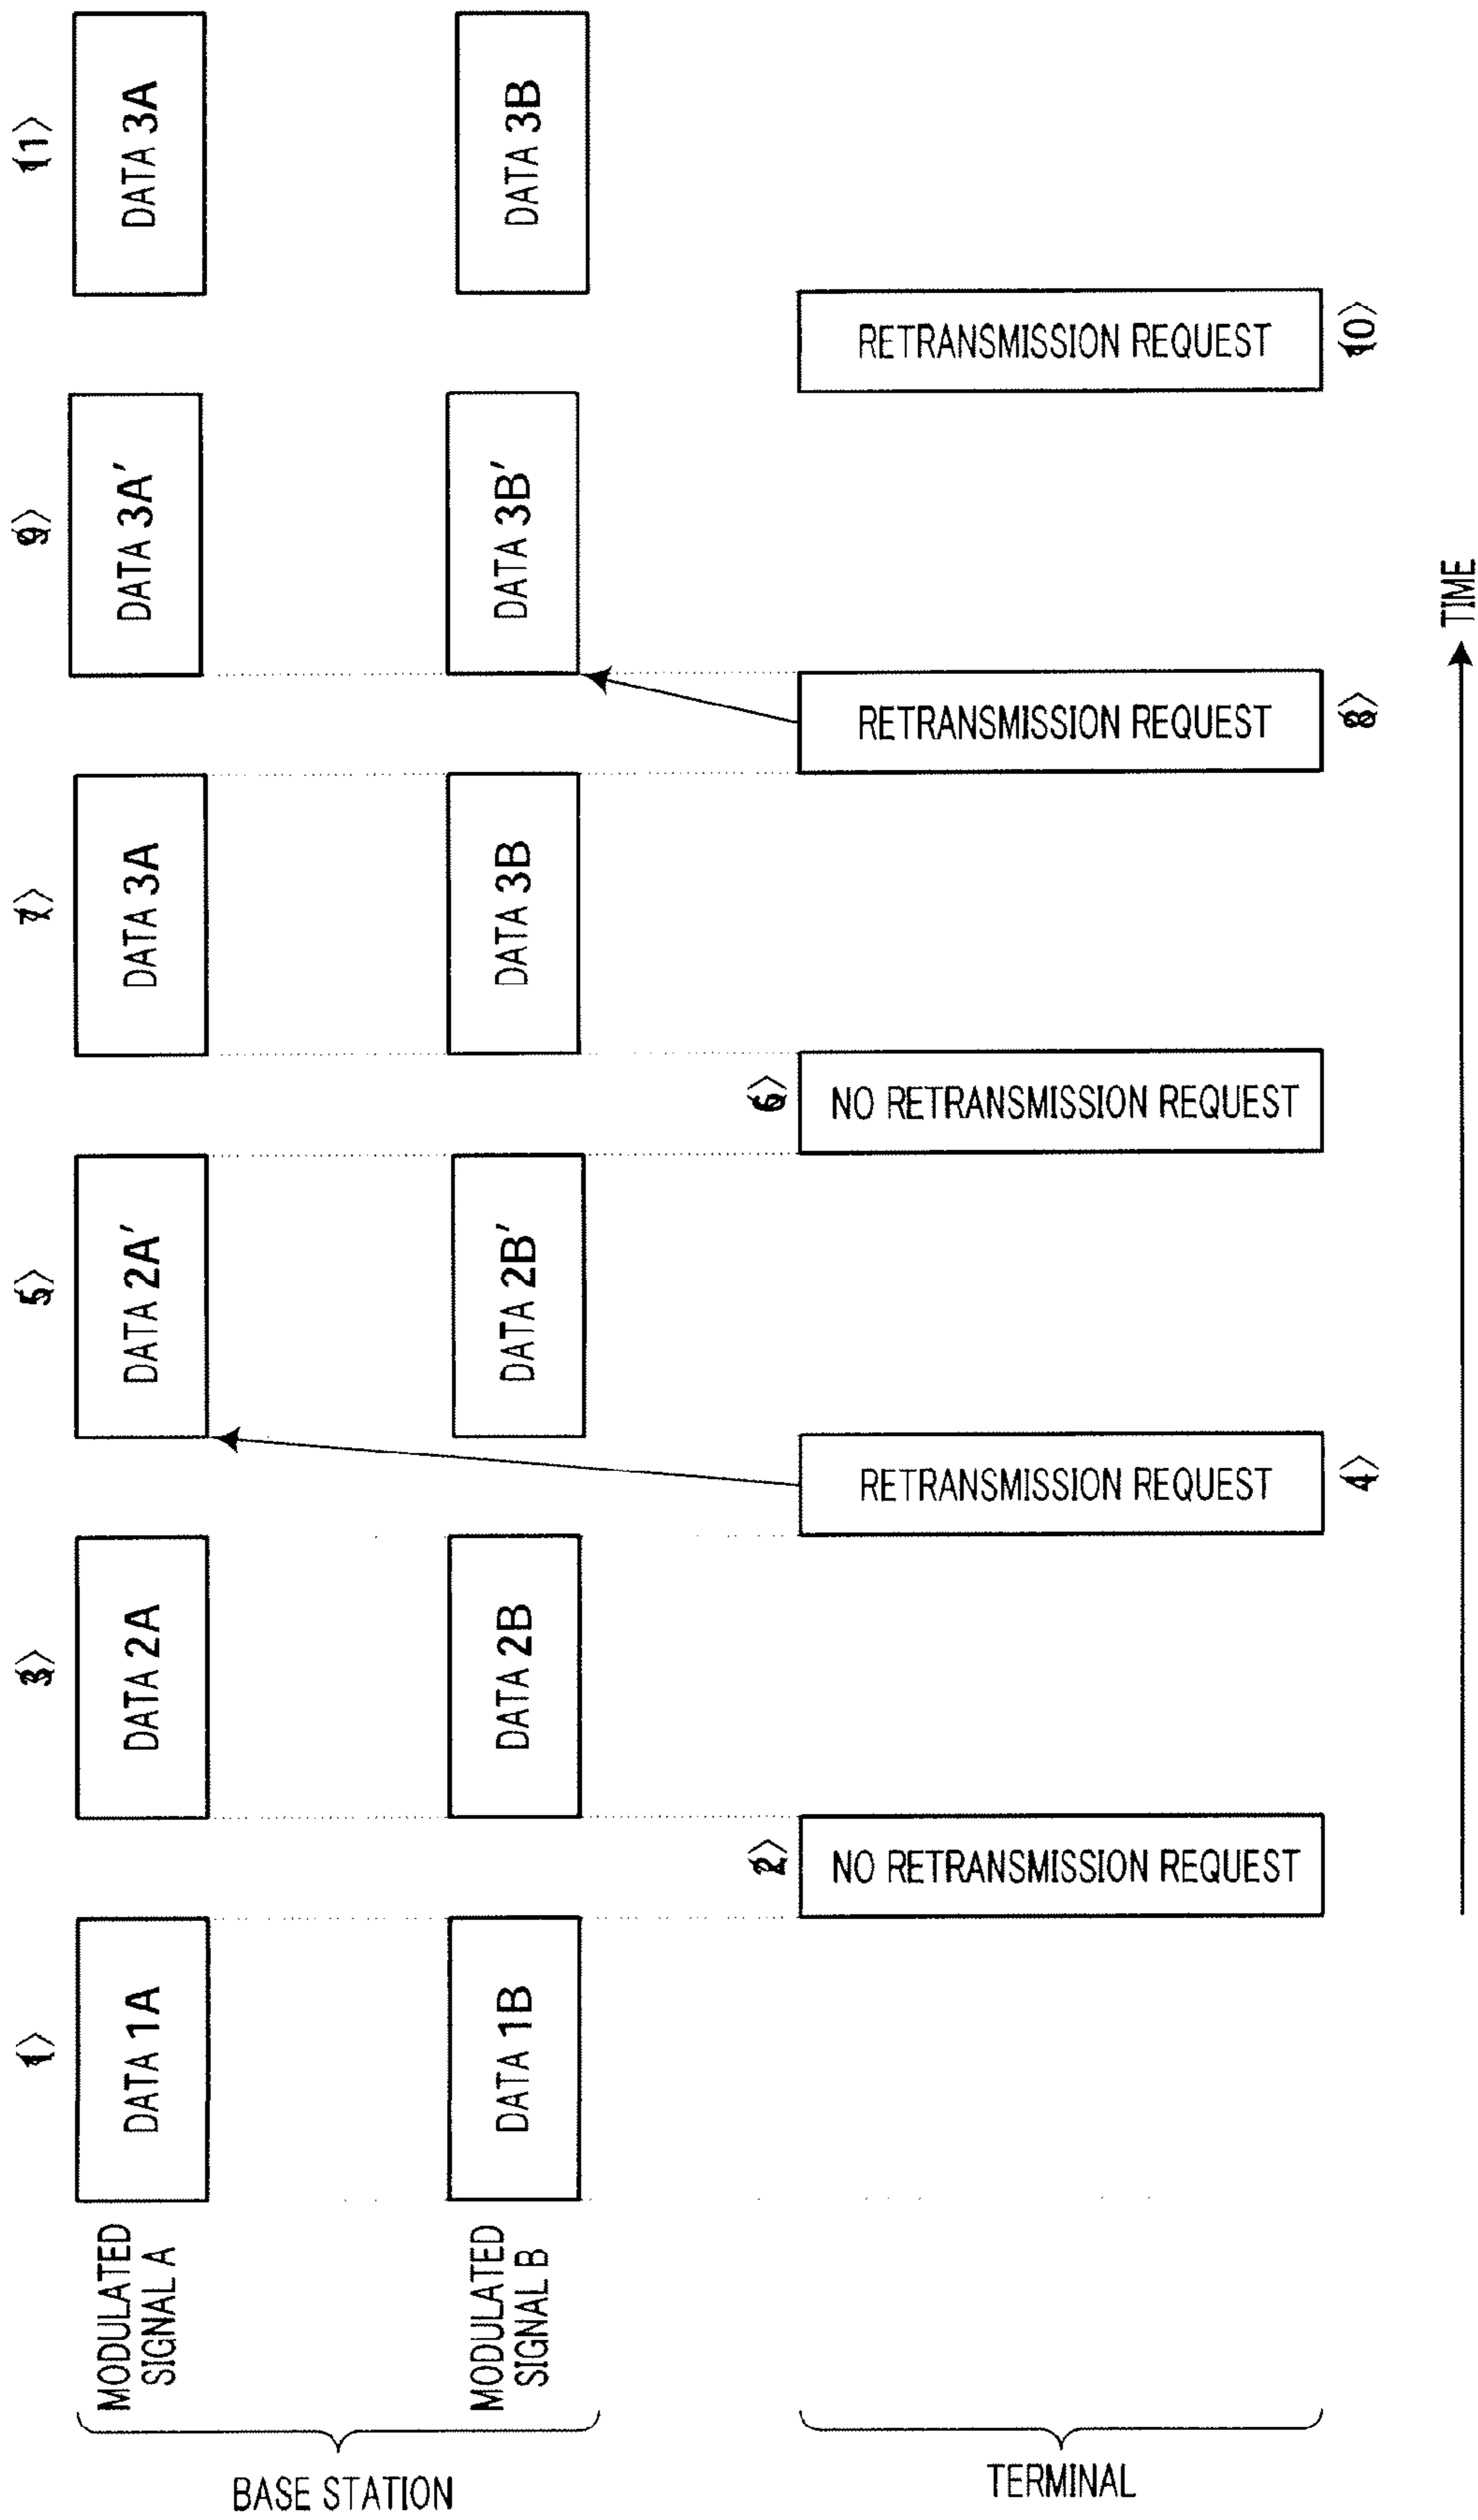 <1>
<3>
<5>
<7>
<9>
<11>
MODULATED
SIGNAL A
DATA 1A
DATA 2A
DATA 2A'
DATA 3A
DATA 3A'
DATA 3A
BASE STATION
MODULATED
SIGNAL B
DATA 1B
DATA 2B
DATA 2B'
DATA 3B
DATA 3B'
DATA 3B
<2>
<6>
TERMINAL
NO RETRANSMISSION REQUEST
RETRANSMISSION REQUEST
NO RETRANSMISSION REQUEST
RETRANSMISSION REQUEST
RETRANSMISSION REQUEST
<4>
<8>
<10>
TIME